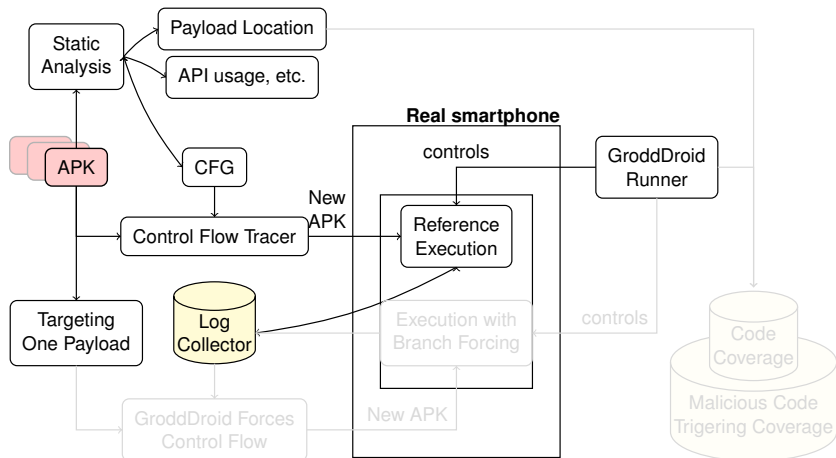 Payload Location
Static
Analysis
API usage, etc.
Real smartphone
controls
GroddDroid
Runner
APK
CFG
New
APK
Control Flow Tracer
Reference
Execution
Targeting
One Payload
Log
Collector
Execution with
Branch Forcing
controls
Code
Coverage
GroddDroid Forces
Control Flow
New APK
Malicious Code
Trigering Coverage